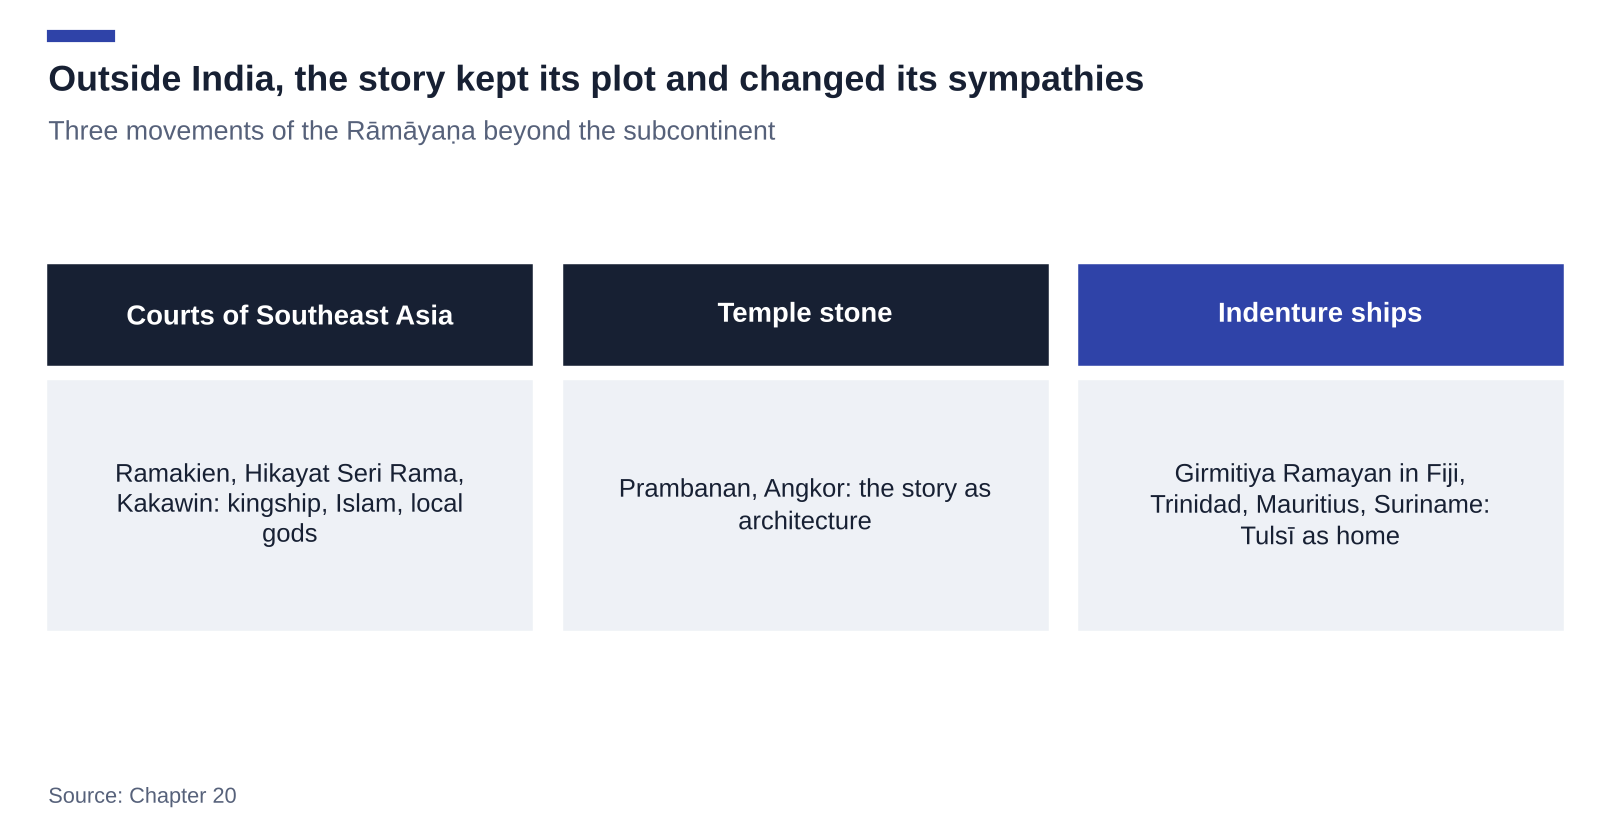 Outside India, the story kept its plot and changed its sympathies
Three movements of the Rāmāyaṇa beyond the subcontinent
Courts of Southeast Asia
Ramakien, Hikayat Seri Rama,
Kakawin: kingship, Islam, local
gods
Temple stone
Prambanan, Angkor: the story as
architecture
Indenture ships
Girmitiya Ramayan in Fiji,
Trinidad, Mauritius, Suriname:
Tulsī as home
Source: Chapter 20